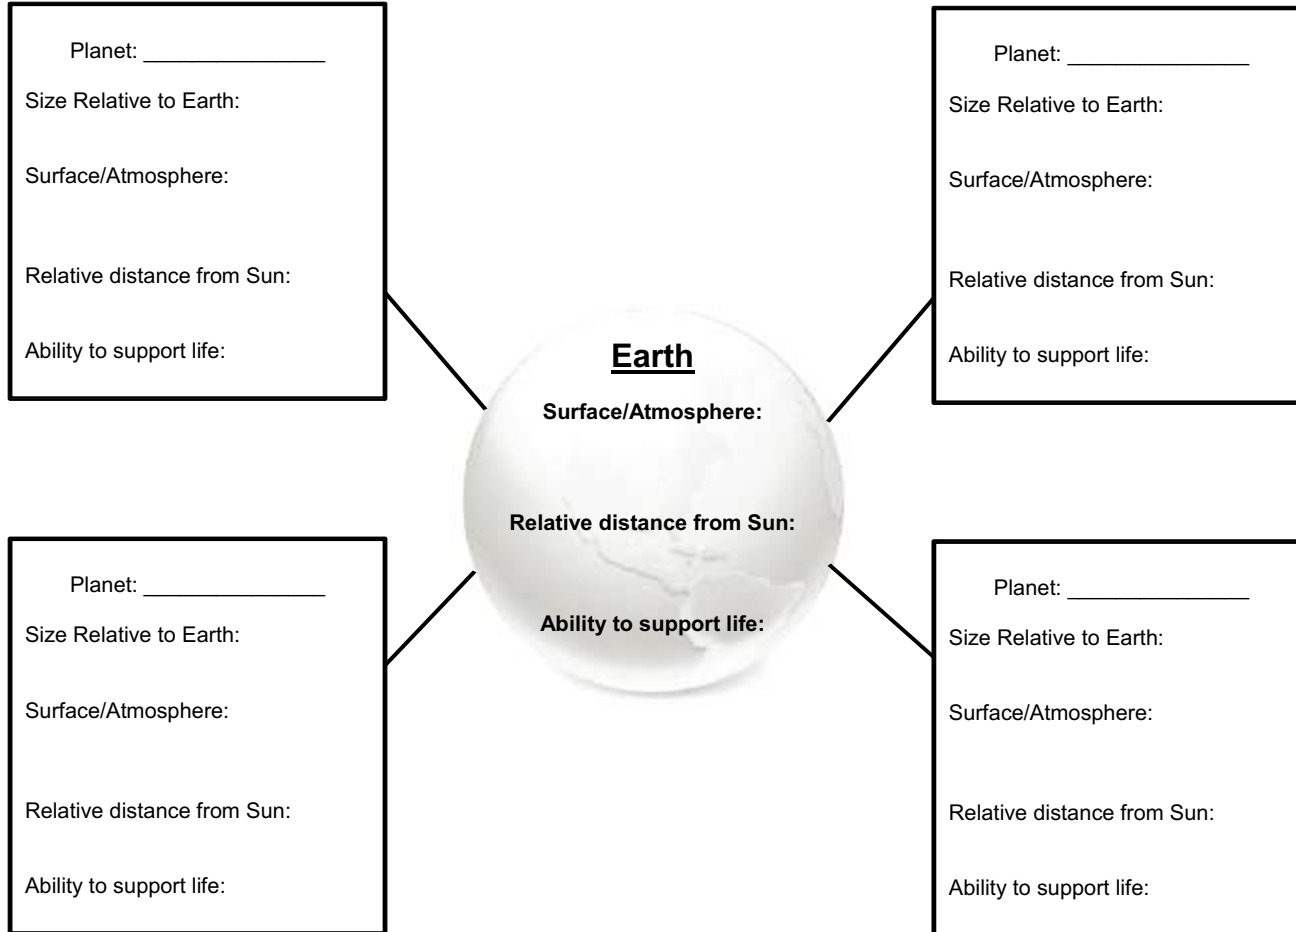 Planet: _______________
Size Relative to Earth:
Surface/Atmosphere:
Relative distance from Sun:
Ability to support life:
Planet: _______________
Size Relative to Earth:
Surface/Atmosphere:
Relative distance from Sun:
Ability to support life:
Earth
Surface/Atmosphere:
Relative distance from Sun:
Ability to support life:
Planet: _______________
Size Relative to Earth:
Surface/Atmosphere:
Relative distance from Sun:
Ability to support life:
Planet: _______________
Size Relative to Earth:
Surface/Atmosphere:
Relative distance from Sun:
Ability to support life: